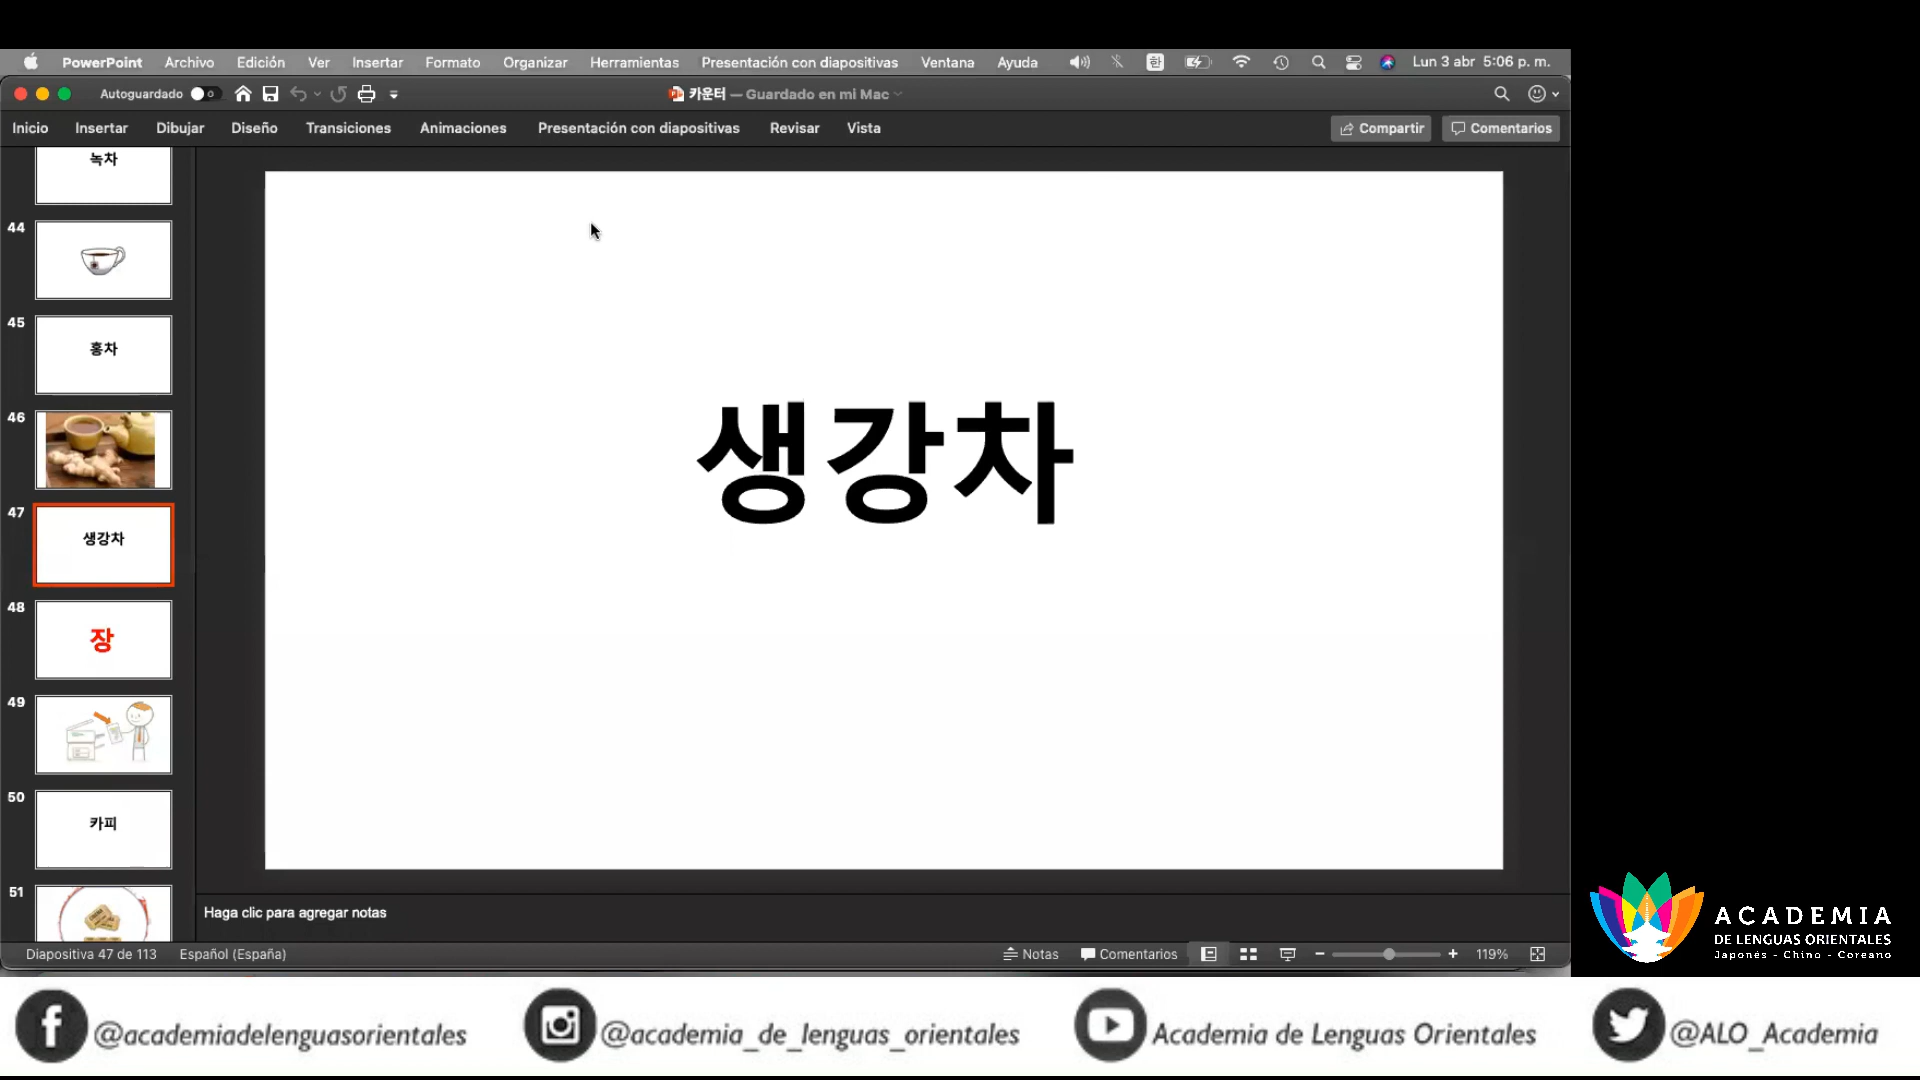 PowerPoint Archivo Edición Ver Insertar Formato Organizar Herramientas Presentación con diapositivas Ventana Ayuda 한 Lun 3 abr 5:06 p. m.
Autoguardado 카운터 — Guardado en mi Mac
Inicio Insertar Dibujar Diseño Transiciones Animaciones Presentación con diapositivas Revisar Vista Compartir Comentarios
녹차
44
45
홍차
46
47
생강차
48
장
49
50
카피
51
생강차
Haga clic para agregar notas
Diapositiva 47 de 113 Español (España) Notas Comentarios 119%
ACADEMIA
DE LENGUAS ORIENTALES
Japonés - Chino - Coreano
@academiadelenguasorientales @academia_de_lenguas_orientales Academia de Lenguas Orientales @ALO_Academia